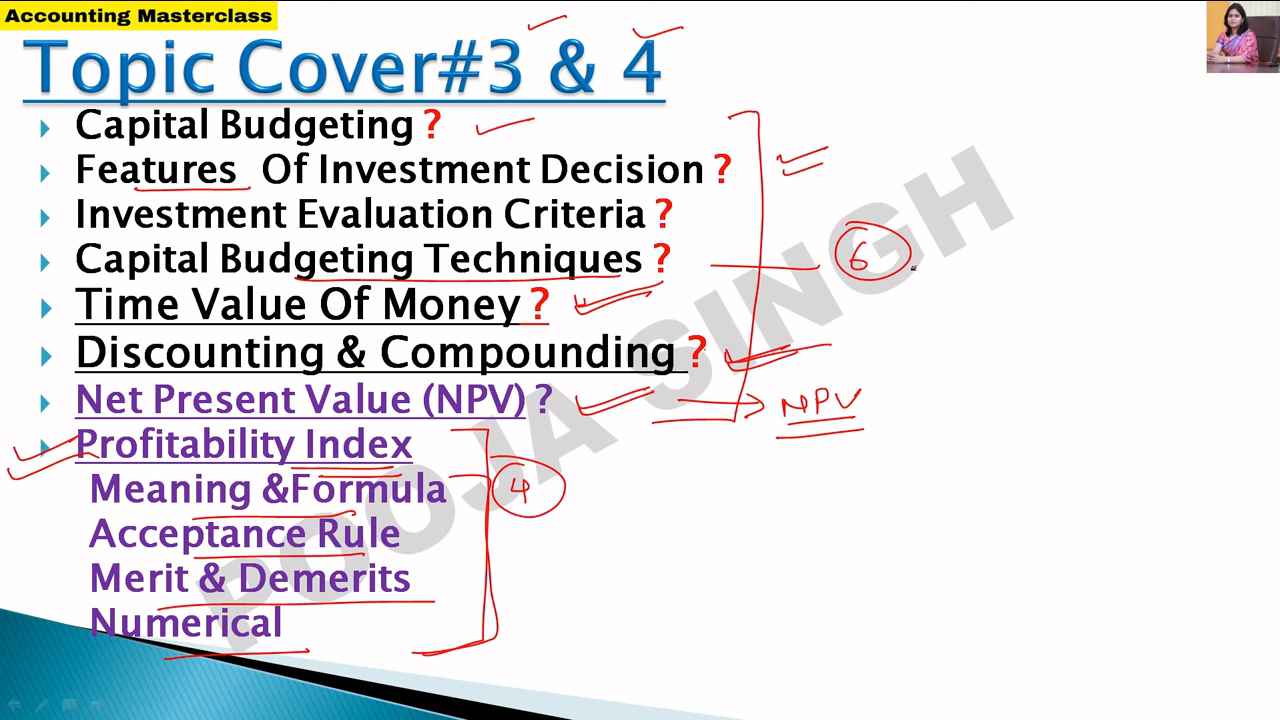 Accounting Masterclass
Topic Cover#3 & 4
Capital Budgeting ?
Features Of Investment Decision ?
Investment Evaluation Criteria ?
Capital Budgeting Techniques ?
6
Time Value Of Money ?
Discounting & Compounding ?
Net Present Value (NPV) ?
NPV
Profitability Index
Meaning &Formula
4
Acceptance Rule
Merit & Demerits
Numerical
POOJA SINGH